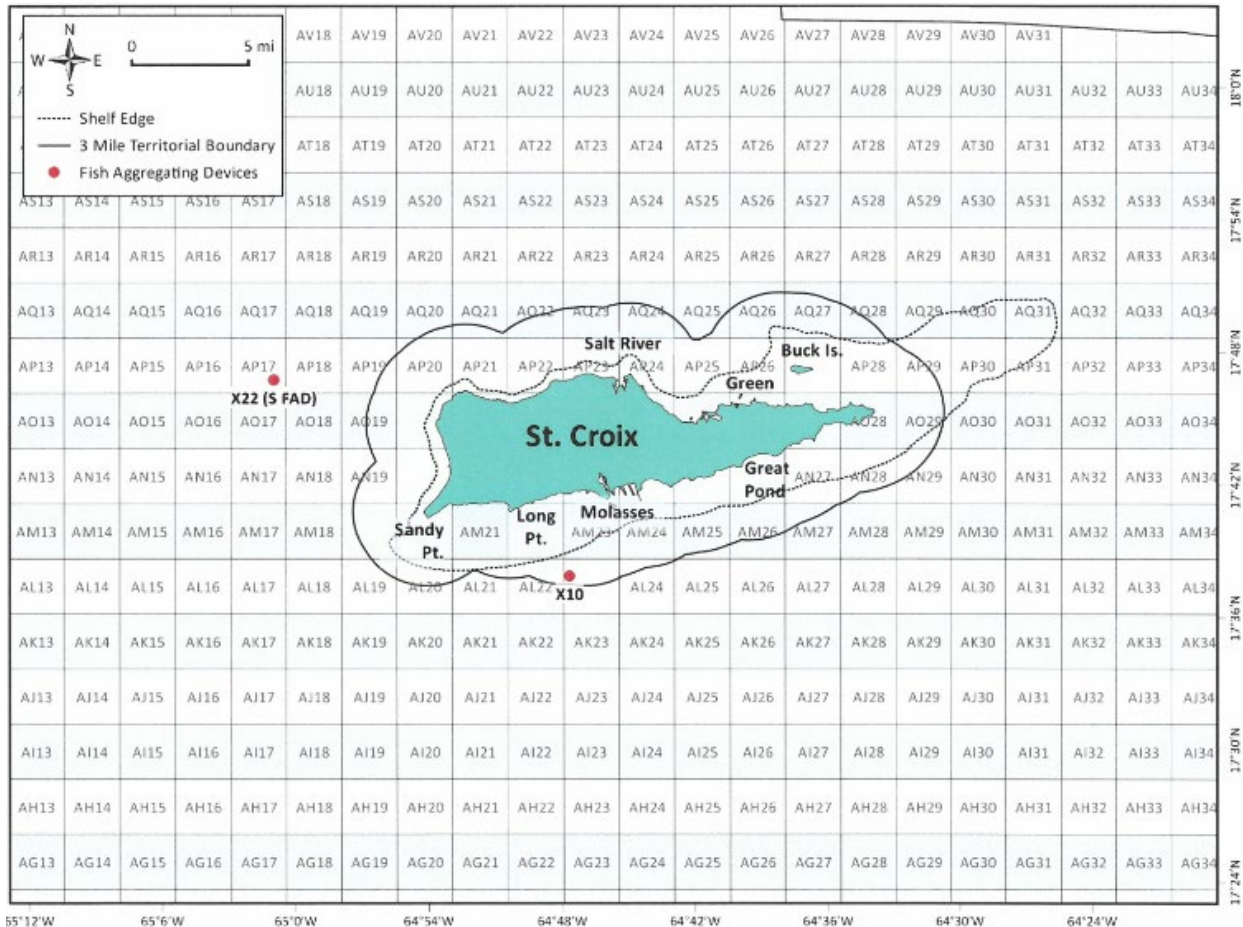 N
W E
S
0 5 mi
Shelf Edge
3 Mile Territorial Boundary
Fish Aggregating Devices
AV18 AV19 AV20 AV21 AV22 AV23 AV24 AV25 AV26 AV27 AV28 AV29 AV30 AV31
AU18 AU19 AU20 AU21 AU22 AU23 AU24 AU25 AU26 AU27 AU28 AU29 AU30 AU31 AU32 AU33 AU34
18°0'N
AT18 AT19 AT20 AT21 AT22 AT23 AT24 AT25 AT26 AT27 AT28 AT29 AT30 AT31 AT32 AT33 AT34
AS13 AS14 AS15 AS16 AS17 AS18 AS19 AS20 AS21 AS22 AS23 AS24 AS25 AS26 AS27 AS28 AS29 AS30 AS31 AS32 AS33 AS34
17°54'N
AR13 AR14 AR15 AR16 AR17 AR18 AR19 AR20 AR21 AR22 AR23 AR24 AR25 AR26 AR27 AR28 AR29 AR30 AR31 AR32 AR33 AR34
AQ13 AQ14 AQ15 AQ16 AQ17 AQ18 AQ19 AQ20 AQ21 AQ22 AQ23 AQ24 AQ25 AQ26 AQ27 AQ28 AQ29 AQ30 AQ31 AQ32 AQ33 AQ34
Salt River
Buck Is.
17°48'N
AP13 AP14 AP15 AP16 AP17 AP18 AP19 AP20 AP21 AP22 AP23 AP24 AP25 AP26 AP28 AP29 AP30 AP31 AP32 AP33 AP34
Green
X22 (S FAD)
AO13 AO14 AO15 AO16 AO17 AO18 AO19 AO28 AO29 AO30 AO31 AO32 AO33 AO34
St. Croix
AN13 AN14 AN15 AN16 AN17 AN18 AN19 AN27 AN28 AN29 AN30 AN31 AN32 AN33 AN34
Great
Pond
17°42'N
Long
Pt.
Molasses
Sandy
Pt.
AM13 AM14 AM15 AM16 AM17 AM18 AM21 AM23 AM24 AM25 AM26 AM27 AM28 AM29 AM30 AM31 AM32 AM33 AM34
AL13 AL14 AL15 AL16 AL17 AL18 AL19 AL20 AL21 AL22 AL24 AL25 AL26 AL27 AL28 AL29 AL30 AL31 AL32 AL33 AL34
X10
17°36'N
AK13 AK14 AK15 AK16 AK17 AK18 AK19 AK20 AK21 AK22 AK23 AK24 AK25 AK26 AK27 AK28 AK29 AK30 AK31 AK32 AK33 AK34
AJ13 AJ14 AJ15 AJ16 AJ17 AJ18 AJ19 AJ20 AJ21 AJ22 AJ23 AJ24 AJ25 AJ26 AJ27 AJ28 AJ29 AJ30 AJ31 AJ32 AJ33 AJ34
AI13 AI14 AI15 AI16 AI17 AI18 AI19 AI20 AI21 AI22 AI23 AI24 AI25 AI26 AI27 AI28 AI29 AI30 AI31 AI32 AI33 AI34
17°30'N
AH13 AH14 AH15 AH16 AH17 AH18 AH19 AH20 AH21 AH22 AH23 AH24 AH25 AH26 AH27 AH28 AH29 AH30 AH31 AH32 AH33 AH34
AG13 AG14 AG15 AG16 AG17 AG18 AG19 AG20 AG21 AG22 AG23 AG24 AG25 AG26 AG27 AG28 AG29 AG30 AG31 AG32 AG33 AG34
17°24'N
65°12'W 65°6'W 65°0'W 64°54'W 64°48'W 64°42'W 64°36'W 64°30'W 64°24'W